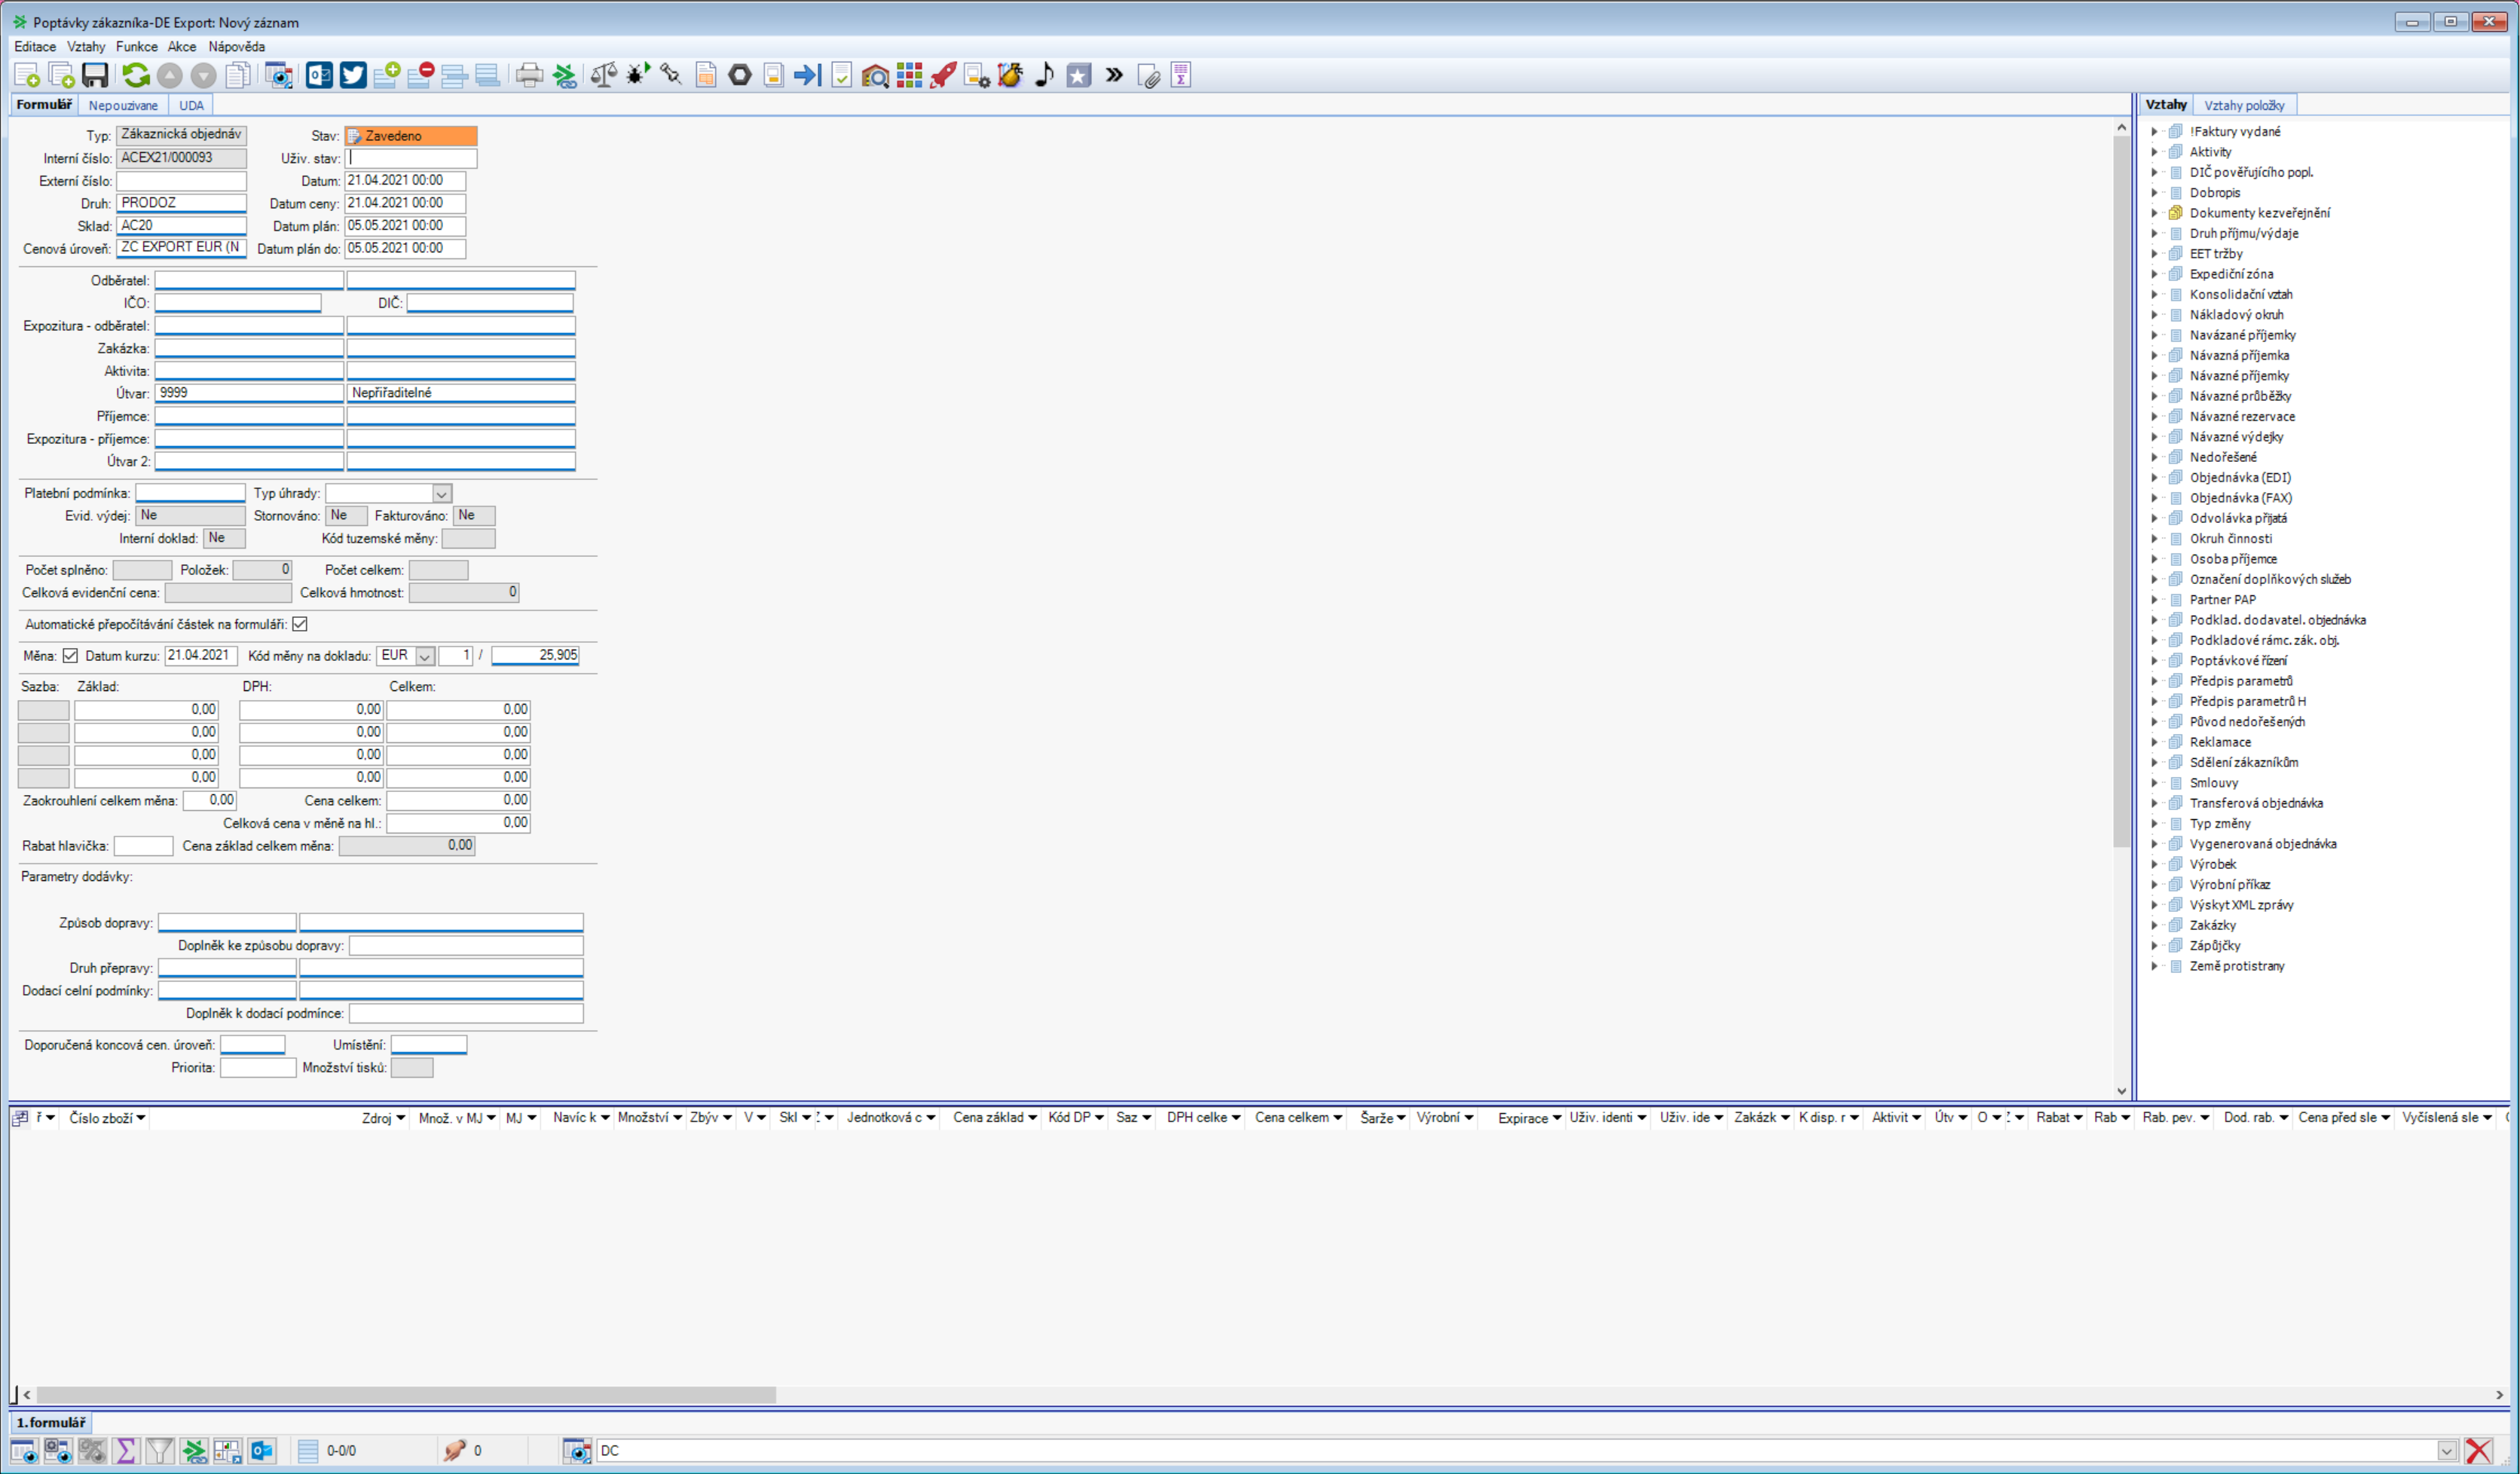 Poptávky zákazníka-DE Export: Nový záznam
Editace Vztahy Funkce Akce Nápověda
Formulář Nepouzivane UDA
Typ: Zákaznická objednáv Stav: Zavedeno
Interní číslo: ACEX21/000093 Uživ. stav:
Externí číslo: Datum: 21.04.2021 00:00
Druh: PRODOZ Datum ceny: 21.04.2021 00:00
Sklad: AC20 Datum plán: 05.05.2021 00:00
Cenová úroveň: ZC EXPORT EUR (N Datum plán do: 05.05.2021 00:00
Odběratel:
IČO: DIČ:
Expozitura - odběratel:
Zakázka:
Aktivita:
Útvar: 9999 Nepřiřaditelné
Příjemce:
Expozitura - příjemce:
Útvar 2:
Platební podmínka: Typ úhrady:
Evid. výdej: Ne Stornováno: Ne Fakturováno: Ne
Interní doklad: Ne Kód tuzemské měny:
Počet splněno: Položek: 0 Počet celkem:
Celková evidenční cena: Celková hmotnost: 0
Automatické přepočítávání částek na formuláři:
Měna: Datum kurzu: 21.04.2021 Kód měny na dokladu: EUR 1 / 25,905
Sazba: Základ: DPH: Celkem:
0,00 0,00 0,00
0,00 0,00 0,00
0,00 0,00 0,00
0,00 0,00 0,00
Zaokrouhlení celkem měna: 0,00 Cena celkem: 0,00
Celková cena v měně na hl.: 0,00
Rabat hlavička: Cena základ celkem měna: 0,00
Parametry dodávky:
Způsob dopravy:
Doplněk ke způsobu dopravy:
Druh přepravy:
Dodací celní podmínky:
Doplněk k dodací podmínce:
Doporučená koncová cen. úroveň: Umístění:
Priorita: Množství tisků:
Vztahy Vztahy položky
!Faktury vydané
Aktivity
DIČ pověřujícího popl.
Dobropis
Dokumenty ke zveřejnění
Druh příjmu/výdaje
EET tržby
Expediční zóna
Konsolidační vztah
Nákladový okruh
Navázané příjemky
Návazná příjemka
Návazné příjemky
Návazné průběžky
Návazné rezervace
Návazné výdejky
Nedořešené
Objednávka (EDI)
Objednávka (FAX)
Odvolávka přijatá
Okruh činnosti
Osoba příjemce
Označení doplňkových služeb
Partner PAP
Podklad. dodavatel. objednávka
Podkladové rámc. zák. obj.
Poptávkové řízení
Předpis parametrů
Předpis parametrů H
Původ nedořešených
Reklamace
Sdělení zákazníkům
Smlouvy
Transferová objednávka
Typ změny
Vygenerovaná objednávka
Výrobek
Výrobní příkaz
Výskyt XML zprávy
Zakázky
Zápůjčky
Země protistrany
ř Číslo zboží Zdroj Množ. v MJ MJ Navíc k Množství Zbýv V Skl Jednotková c Cena základ Kód DP Saz DPH celke Cena celkem Šarže Výrobní Expirace Uživ. identi Uživ. ide Zakázk K disp. r Aktivit Útv O Rabat Rab Rab. pev. Dod. rab. Cena před sle Vyčíslená sle
1.formulář
0-0/0 0 DC